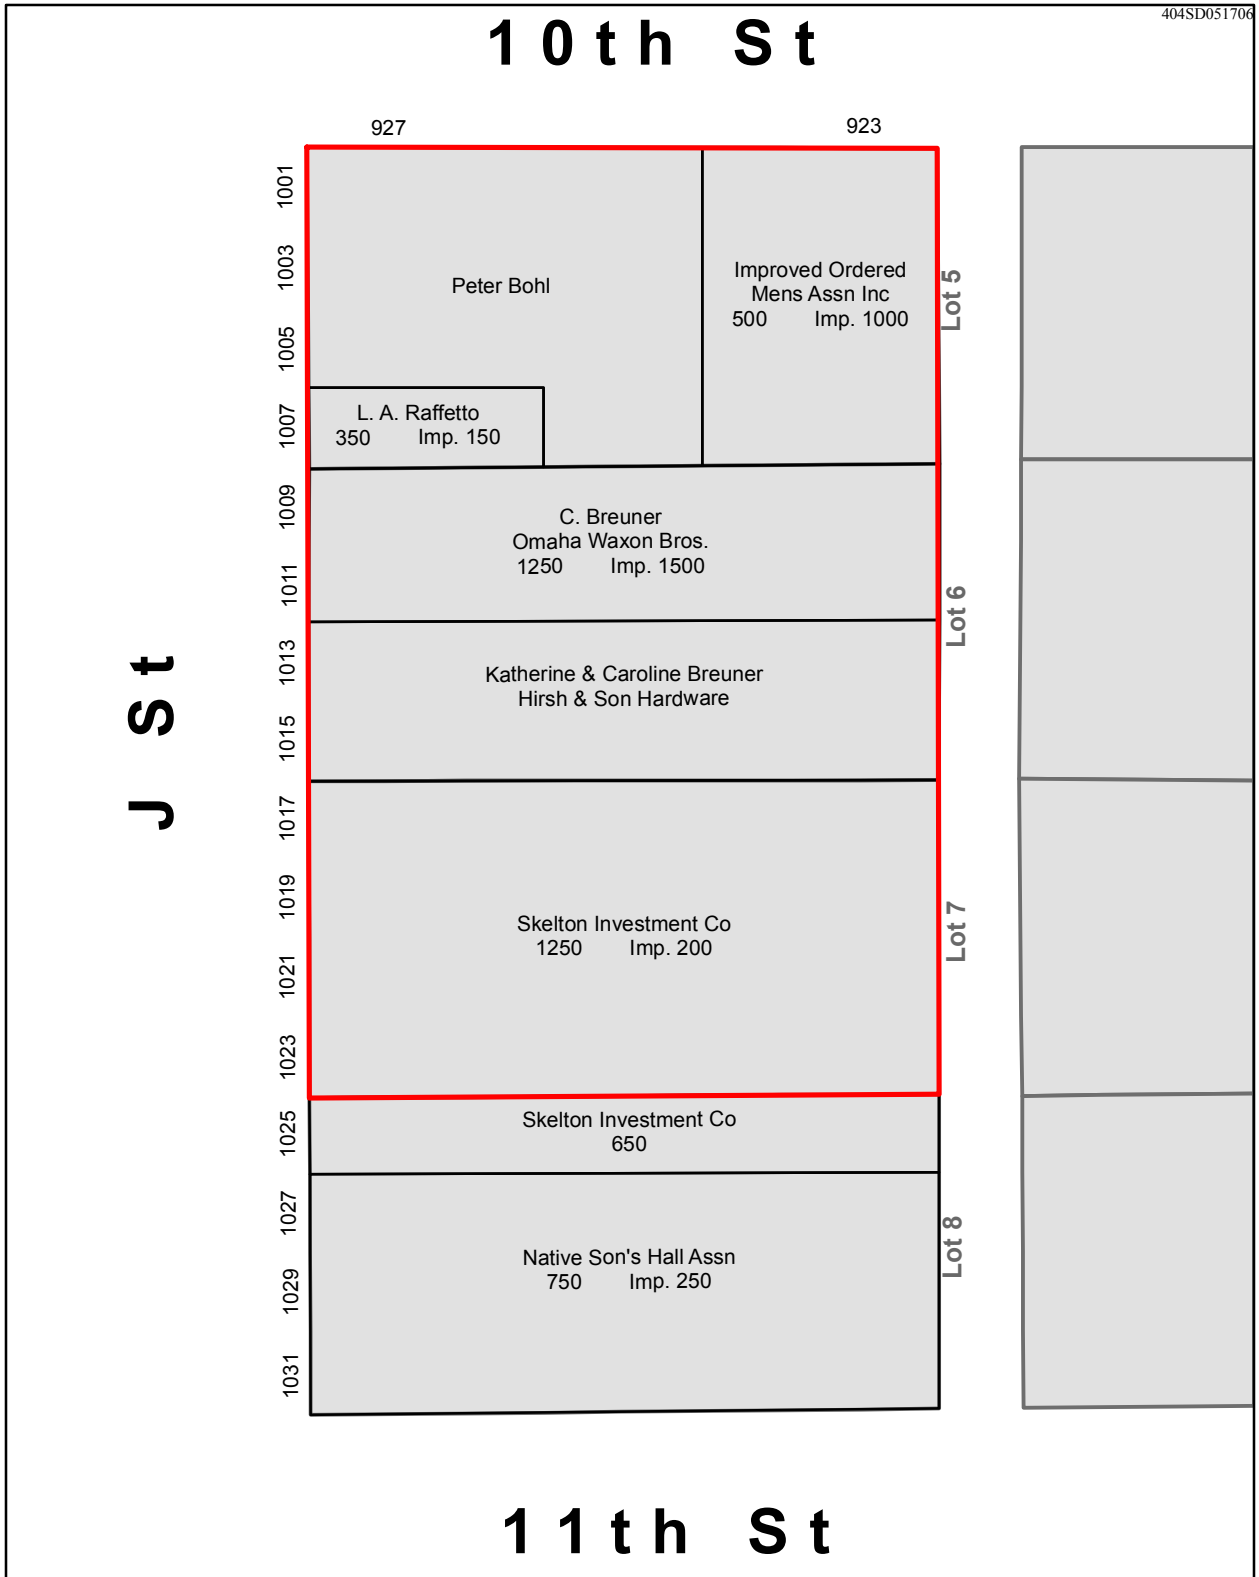 404SD051706
10th St
927 923
1001
1003
1005
1007
1009
1011
1013
1015
1017
1019
1021
1023
1025
1027
1029
1031
J St
Peter Bohl
Improved Ordered
Mens Assn Inc
500 Imp. 1000
Lot 5
L. A. Raffetto
350 Imp. 150
C. Breuner
Omaha Waxon Bros.
1250 Imp. 1500
Lot 6
Katherine & Caroline Breuner
Hirsh & Son Hardware
Skelton Investment Co
1250 Imp. 200
Lot 7
Skelton Investment Co
650
Native Son's Hall Assn
750 Imp. 250
Lot 8
11th St